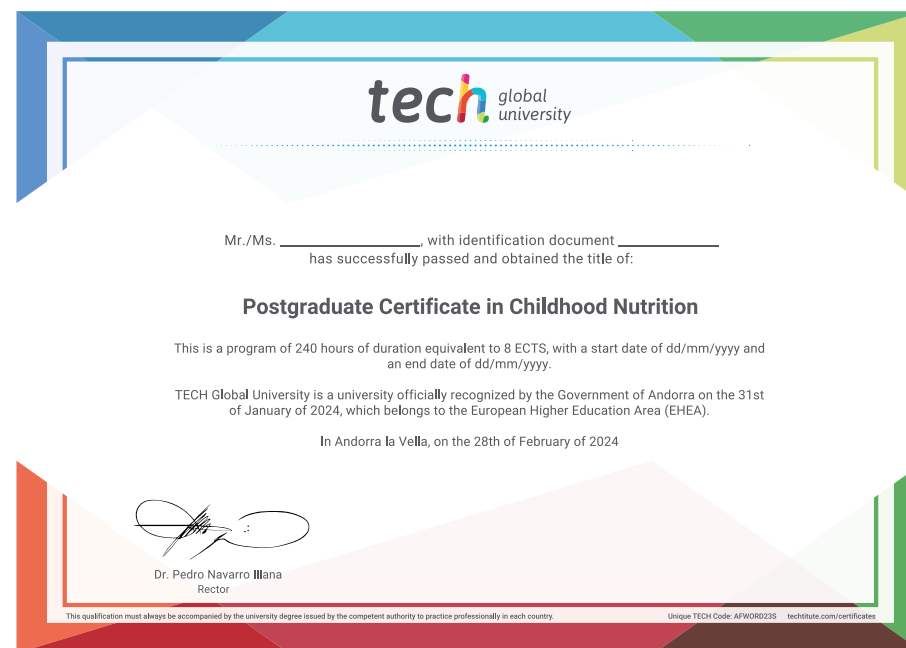 tech global university
Mr./Ms. ____________________, with identification document ______________
has successfully passed and obtained the title of:
Postgraduate Certificate in Childhood Nutrition
This is a program of 240 hours of duration equivalent to 8 ECTS, with a start date of dd/mm/yyyy and
an end date of dd/mm/yyyy.
TECH Global University is a university officially recognized by the Government of Andorra on the 31st
of January of 2024, which belongs to the European Higher Education Area (EHEA).
In Andorra la Vella, on the 28th of February of 2024
Dr. Pedro Navarro Illana
Rector
This qualification must always be accompanied by the university degree issued by the competent authority to practice professionally in each country. Unique TECH Code: AFWORD23S techtitute.com/certificates